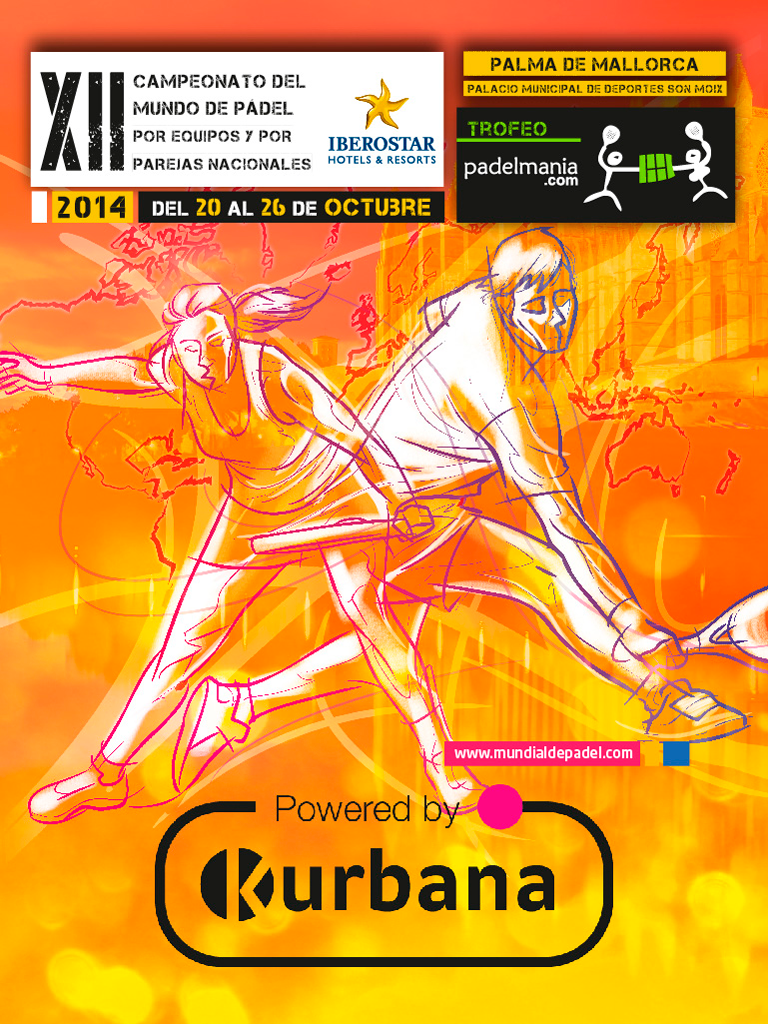 XII
CAMPEONATO DEL
MUNDO DE PÁDEL
POR EQUIPOS Y POR
PAREJAS NACIONALES
IBEROSTAR
HOTELS & RESORTS
2014 DEL 20 AL 26 DE OCTUBRE
PALMA DE MALLORCA
PALACIO MUNICIPAL DE DEPORTES SON MOIX
TROFEO
padelmania
.com
www.mundialdepadel.com
Powered by
Kurbana